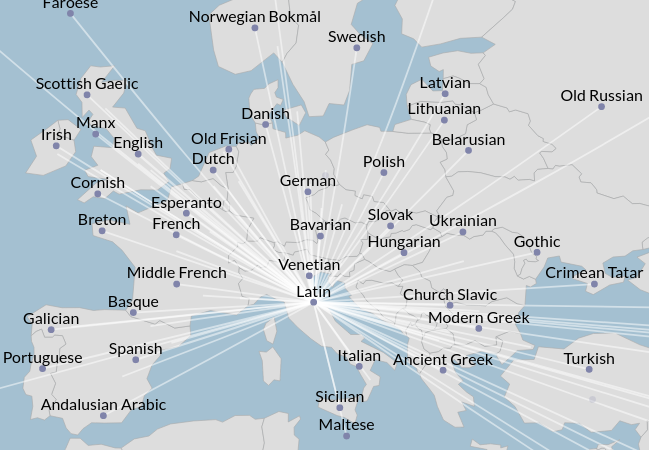 Faroese
Norwegian Bokmål
Swedish
Scottish Gaelic
Latvian
Old Russian
Lithuanian
Danish
Manx
Irish
English
Old Frisian
Belarusian
Dutch
Polish
Cornish
German
Esperanto
Breton
French
Bavarian
Slovak
Ukrainian
Hungarian
Gothic
Venetian
Middle French
Crimean Tatar
Latin
Church Slavic
Basque
Galician
Modern Greek
Portuguese
Spanish
Italian
Ancient Greek
Turkish
Sicilian
Andalusian Arabic
Maltese